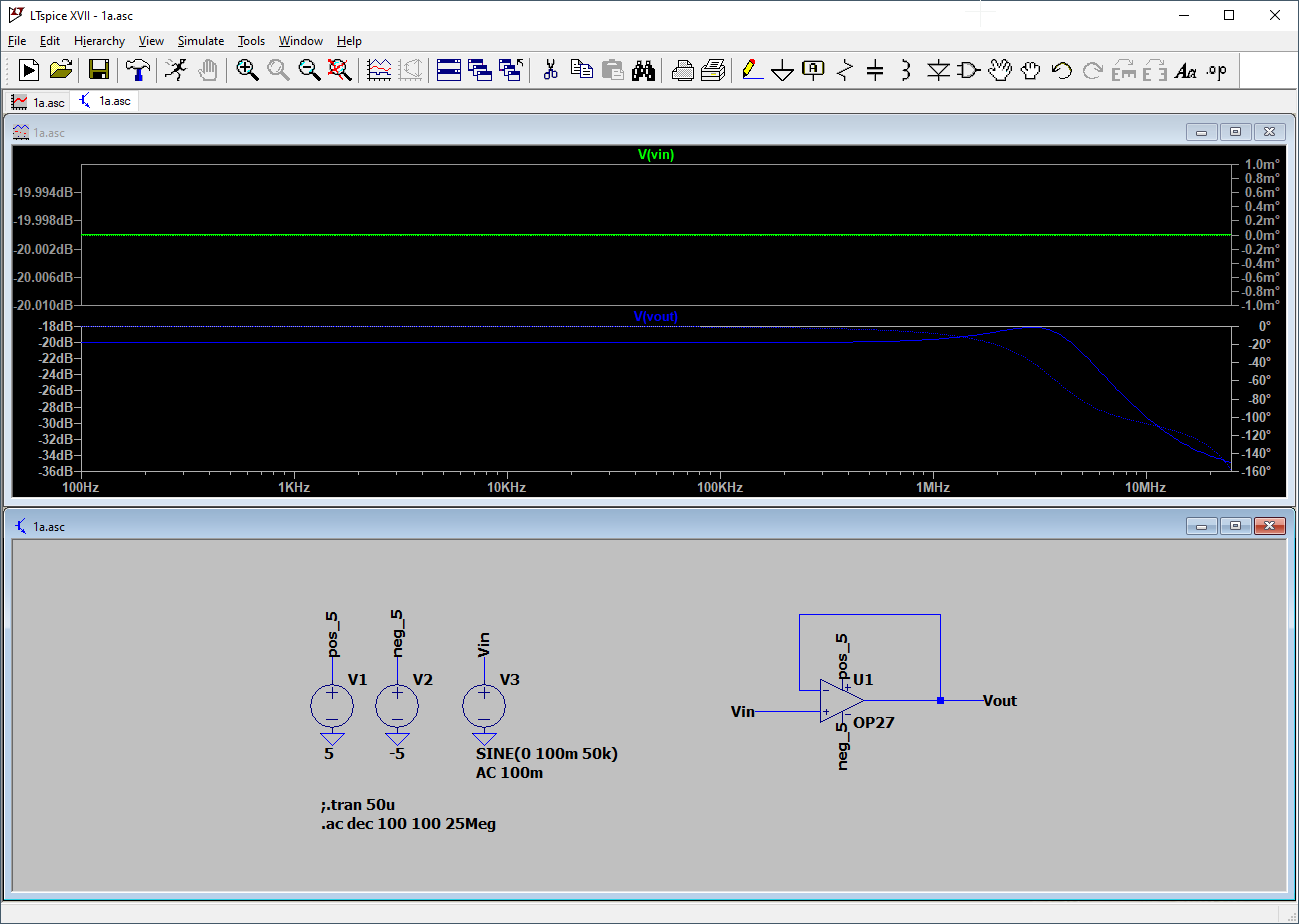 LTspice XVII - 1a.asc
File Edit Hierarchy View Simulate Tools Window Help
A Aa .op
1a.asc 1a.asc
1a.asc
V(vin)
-19.994dB
-19.998dB
-20.002dB
-20.006dB
-20.010dB
1.0m°
0.8m°
0.6m°
0.4m°
0.2m°
0.0m°
-0.2m°
-0.4m°
-0.6m°
-0.8m°
-1.0m°
V(vout)
-18dB
-20dB
-22dB
-24dB
-26dB
-28dB
-30dB
-32dB
-34dB
-36dB
0°
-20°
-40°
-60°
-80°
-100°
-120°
-140°
-160°
100Hz 1KHz 10KHz 100KHz 1MHz 10MHz
1a.asc
pos_5
V1
5
neg_5
V2
-5
Vin
V3
SINE(0 100m 50k)
AC 100m
;.tran 50u
.ac dec 100 100 25Meg
pos_5
U1
Vin
Vout
OP27
neg_5